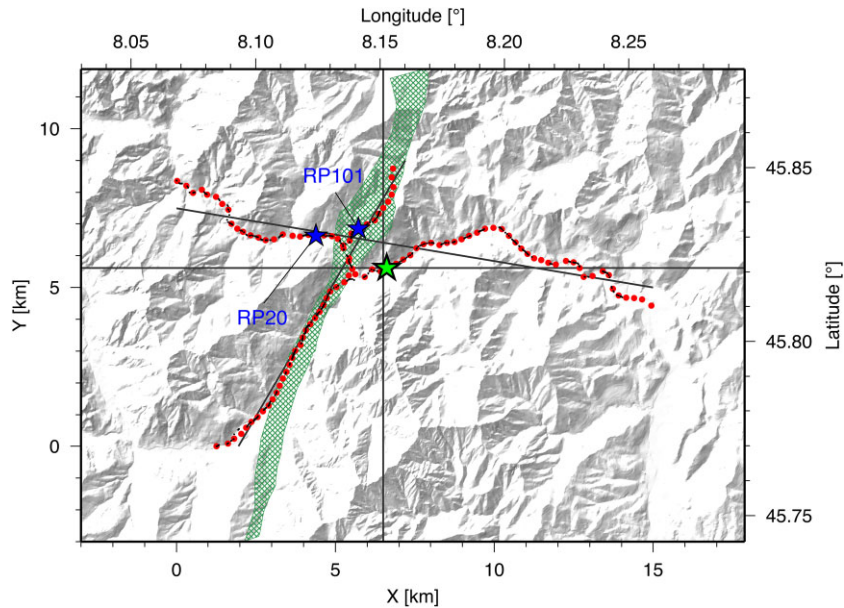 Longitude [°]
8.05 8.10 8.15 8.20 8.25
10
5
0
Y [km]
RP101
RP20
45.85
45.80
45.75
Latitude [°]
0 5 10 15
X [km]